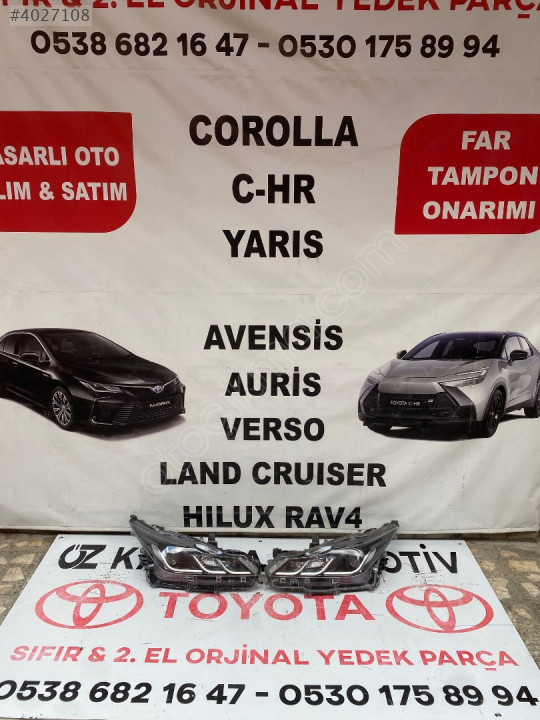 #4027108
SIFIR & 2. EL ORJİNAL YEDEK PARÇA
0538 682 16 47 - 0530 175 89 94
ASARLI OTO
LIM & SATIM
COROLLA
C-HR
YARIS
FAR
TAMPON
ONARIMI
AVENSİS
AURİS
VERSO
LAND CRUISER
HILUX RAV4
TOYOTA C-HR
ÖZ
OTİV
TOYOTA
SIFIR & 2. EL ORJİNAL YEDEK PARÇA
0538 682 16 47 - 0530 175 89 94